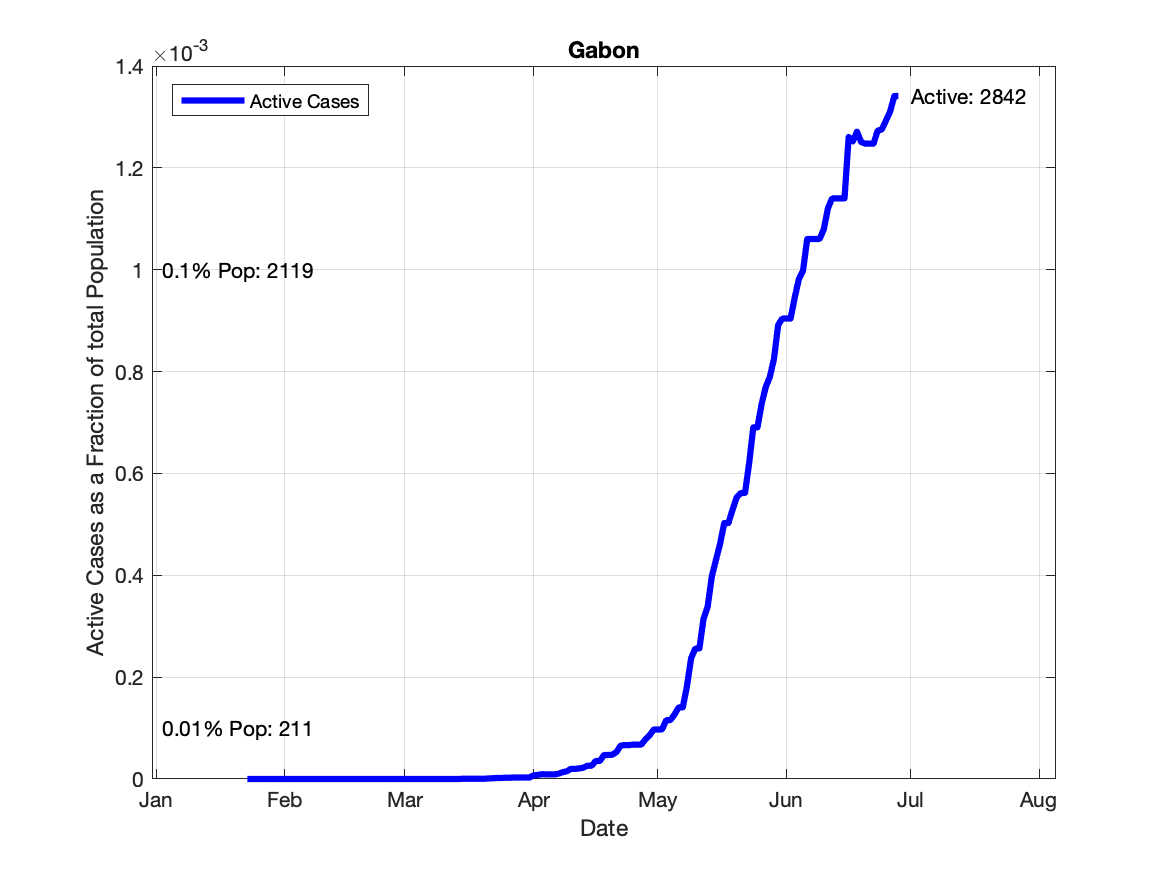 Gabon
×10-3
1.4
1.2
1
0.8
0.6
0.4
0.2
0
Active Cases
Active: 2842
0.1% Pop: 2119
0.01% Pop: 211
Active Cases as a Fraction of total Population
Jan Feb Mar Apr May Jun Jul Aug
Date